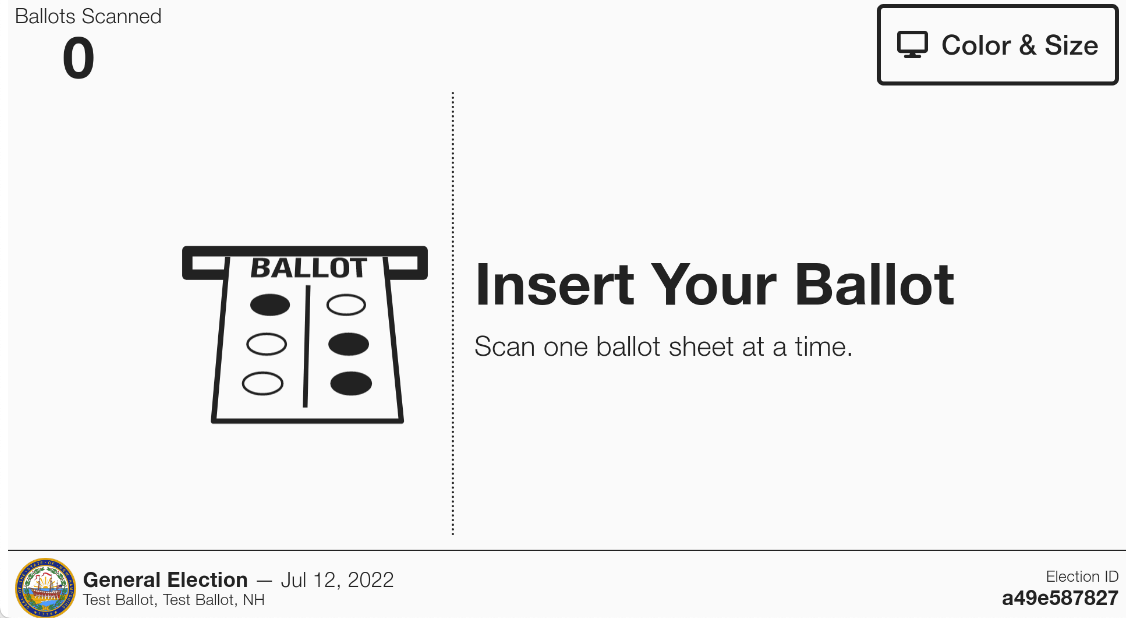 Ballots Scanned
0
Color & Size
BALLOT
Insert Your Ballot
Scan one ballot sheet at a time.
General Election — Jul 12, 2022
Test Ballot, Test Ballot, NH
Election ID
a49e587827